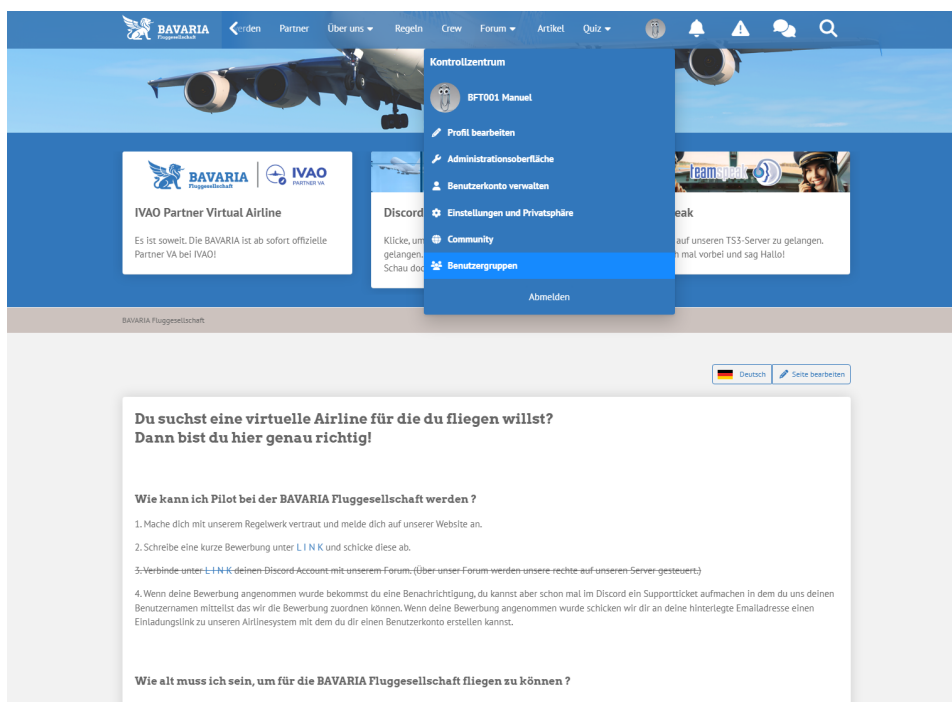 BAVARIA
Fluggesellschaft
erden Partner Über uns Regeln Crew Forum Artikel Quiz
Kontrollzentrum
BFT001 Manuel
Profil bearbeiten
Administrationsoberfläche
Benutzerkonto verwalten
Einstellungen und Privatsphäre
Community
Benutzergruppen
Abmelden
BAVARIA
Fluggesellschaft
IVAO
PARTNER VA
IVAO Partner Virtual Airline
Es ist soweit. Die BAVARIA ist ab sofort offizielle
Partner VA bei IVAO!
Discord
Klicke, um
gelangen.
Schau doc
teamspeak
eak
auf unseren TS3-Server zu gelangen.
h mal vorbei und sag Hallo!
BAVARIA Fluggesellschaft
Deutsch Seite bearbeiten
Du suchst eine virtuelle Airline für die du fliegen willst?
Dann bist du hier genau richtig!
Wie kann ich Pilot bei der BAVARIA Fluggesellschaft werden ?
1. Mache dich mit unserem Regelwerk vertraut und melde dich auf unserer Website an.
2. Schreibe eine kurze Bewerbung unter L I N K und schicke diese ab.
3. Verbinde unter L I N K deinen Discord Account mit unserem Forum. (Über unser Forum werden unsere rechte auf unseren Server gesteuert.)
4. Wenn deine Bewerbung angenommen wurde bekommst du eine Benachrichtigung, du kannst aber schon mal im Discord ein Supportticket aufmachen in dem du uns deinen
Benutzernamen mitteilst das wir die Bewerbung zuordnen können. Wenn deine Bewerbung angenommen wurde schicken wir dir an deine hinterlegte Emailadresse einen
Einladungslink zu unseren Airlinesystem mit dem du dir einen Benutzerkonto erstellen kannst.
Wie alt muss ich sein, um für die BAVARIA Fluggesellschaft fliegen zu können ?